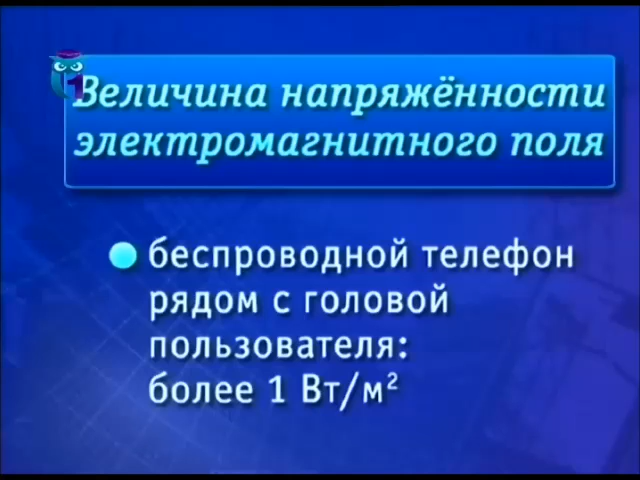 Величина напряжённости
электромагнитного поля
беспроводной телефон
рядом с головой
пользователя:
более 1 Вт/м²